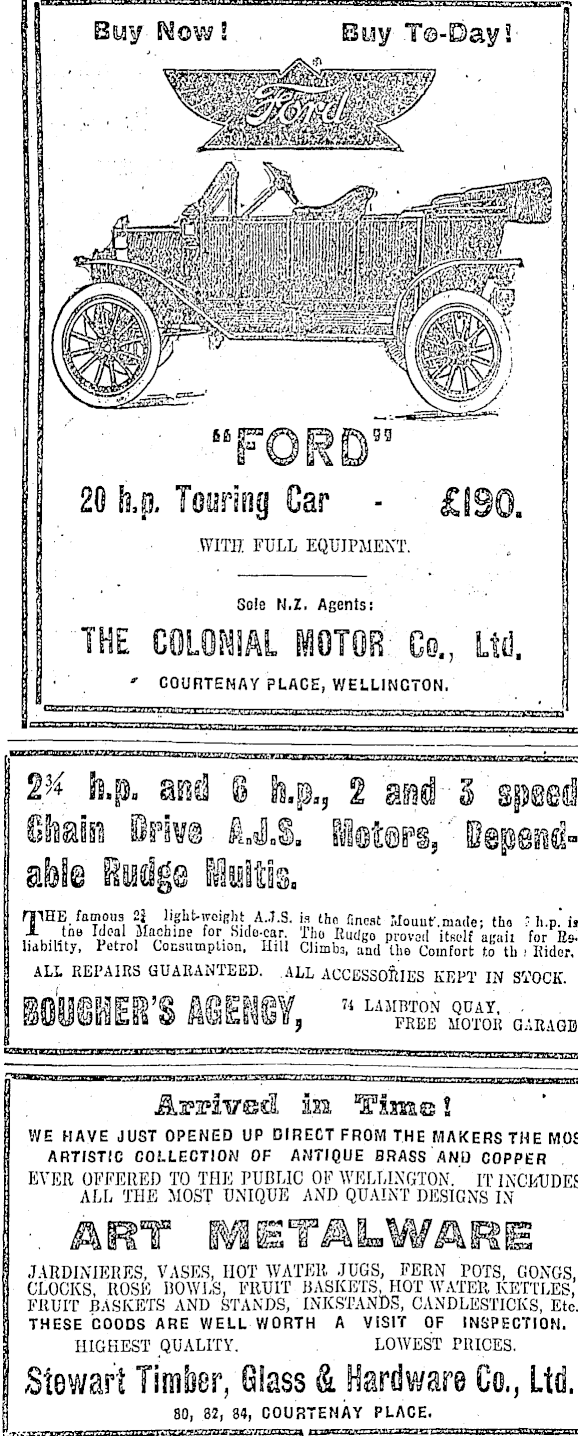 Buy Now! Buy To-Day!
Ford
"FORD"
20 h.p. Touring Car - £190.
WITH FULL EQUIPMENT.
Sole N.Z. Agents:
THE COLONIAL MOTOR Co., Ltd.
COURTENAY PLACE, WELLINGTON.
2¾ h.p. and 6 h.p., 2 and 3 speed
Chain Drive A.J.S. Motors, Depend-
able Rudge Multis.
THE famous 2¾ light-weight A.J.S. is the finest Mount made; the h.p. is
the Ideal Machine for Side-car. The Rudge proved itself again for Re-
liability, Petrol Consumption, Hill Climbs, and the Comfort to the Rider.
ALL REPAIRS GUARANTEED. ALL ACCESSORIES KEPT IN STOCK.
BOUCHER'S AGENCY, 74 LAMBTON QUAY,
FREE MOTOR GARAGE
Arrived in Time!
WE HAVE JUST OPENED UP DIRECT FROM THE MAKERS THE MOS
ARTISTIC COLLECTION OF ANTIQUE BRASS AND COPPER
EVER OFFERED TO THE PUBLIC OF WELLINGTON. IT INCLUDES
ALL THE MOST UNIQUE AND QUAINT DESIGNS IN
ART METALWARE
JARDINIERES, VASES, HOT WATER JUGS, FERN POTS, GONGS,
CLOCKS, ROSE BOWLS, FRUIT BASKETS, HOT WATER KETTLES,
FRUIT BASKETS AND STANDS, INKSTANDS, CANDLESTICKS, Etc.
THESE GOODS ARE WELL WORTH A VISIT OF INSPECTION.
HIGHEST QUALITY. LOWEST PRICES.
Stewart Timber, Glass & Hardware Co., Ltd.
80, 82, 84, COURTENAY PLACE.